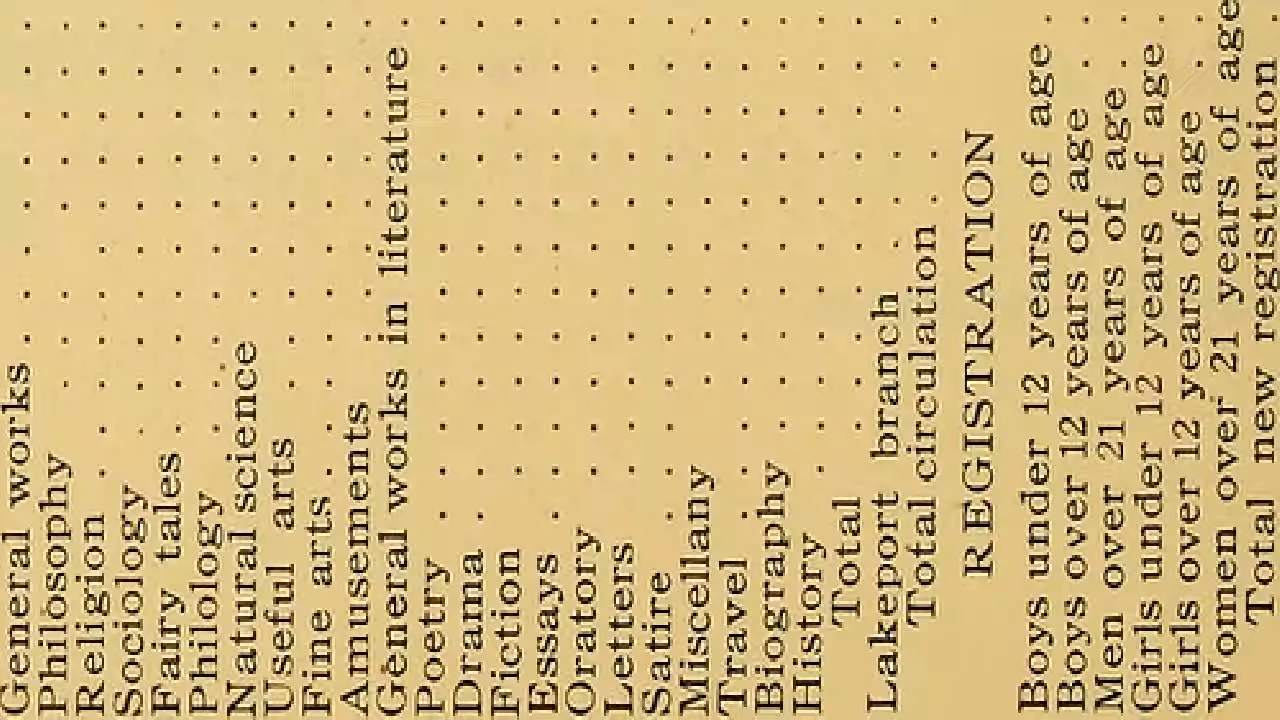 General works . . . . . . . .
Philosophy . . . . . . . .
Religion . . . . . . . . . .
Sociology . . . . . . . . . .
Fairy tales . . . . . . . . . .
Philology . . . . . . . . . .
Natural science . . . . . . . .
Useful arts . . . . . . . . .
Fine arts . . . . . . . . . . .
Amusements . . . . . . . .
General works in literature .
Poetry . . . . . . . . . . . .
Drama . . . . . . . . . . . .
Fiction . . . . . . . . . . .
Essays . . . . . . . . . . . .
Oratory . . . . . . . . . . .
Letters . . . . . . . . . . .
Satire . . . . . . . . . . . .
Miscellany . . . . . . . . .
Travel . . . . . . . . . . . .
Biography . . . . . . . . . .
History . . . . . . . . . . .
Total . . . . . . . . . .
Lakeport branch . . . . . .
Total circulation . . . .
REGISTRATION
Boys under 12 years of age .
Boys over 12 years of age . .
Men over 21 years of age . .
Girls under 12 years of age .
Girls over 12 years of age . .
Women over 21 years of age
Total new registration .